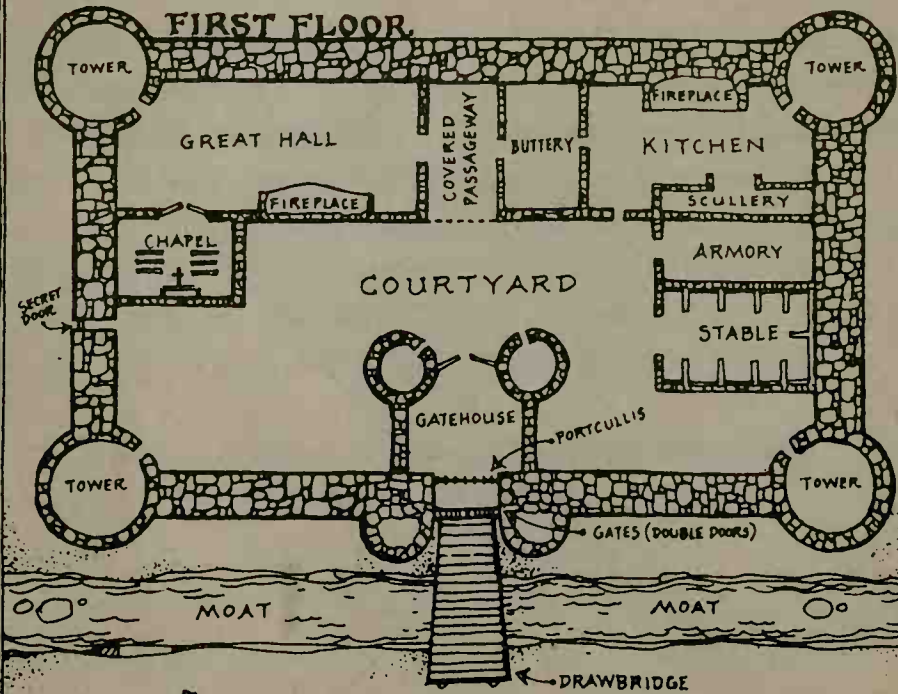 FIRST FLOOR.
TOWER
TOWER
FIREPLACE
GREAT HALL
COVERED
PASSAGEWAY
BUTTERY
KITCHEN
FIREPLACE
SCULLERY
CHAPEL
ARMORY
COURTYARD
SECRET
DOOR
STABLE
GATEHOUSE
PORTCULLIS
TOWER
TOWER
GATES (DOUBLE DOORS)
MOAT
MOAT
DRAWBRIDGE